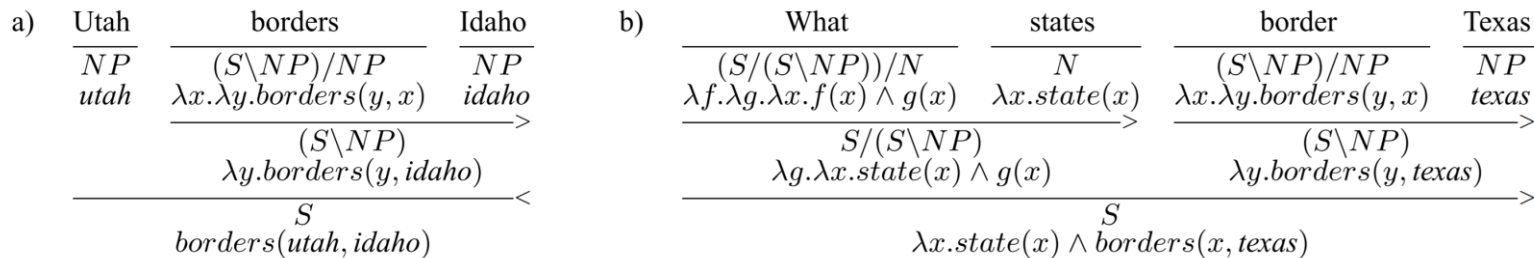 a) Utah borders Idaho
NP (S\NP)/NP NP
utah λx.λy.borders(y, x) idaho
>
(S\NP)
λy.borders(y, idaho)
<
S
borders(utah, idaho)
b) What states border Texas
(S/(S\NP))/N N (S\NP)/NP NP
λf.λg.λx.f(x) ∧ g(x) λx.state(x) λx.λy.borders(y, x) texas
> >
S/(S\NP) (S\NP)
λg.λx.state(x) ∧ g(x) λy.borders(y, texas)
>
S
λx.state(x) ∧ borders(x, texas)